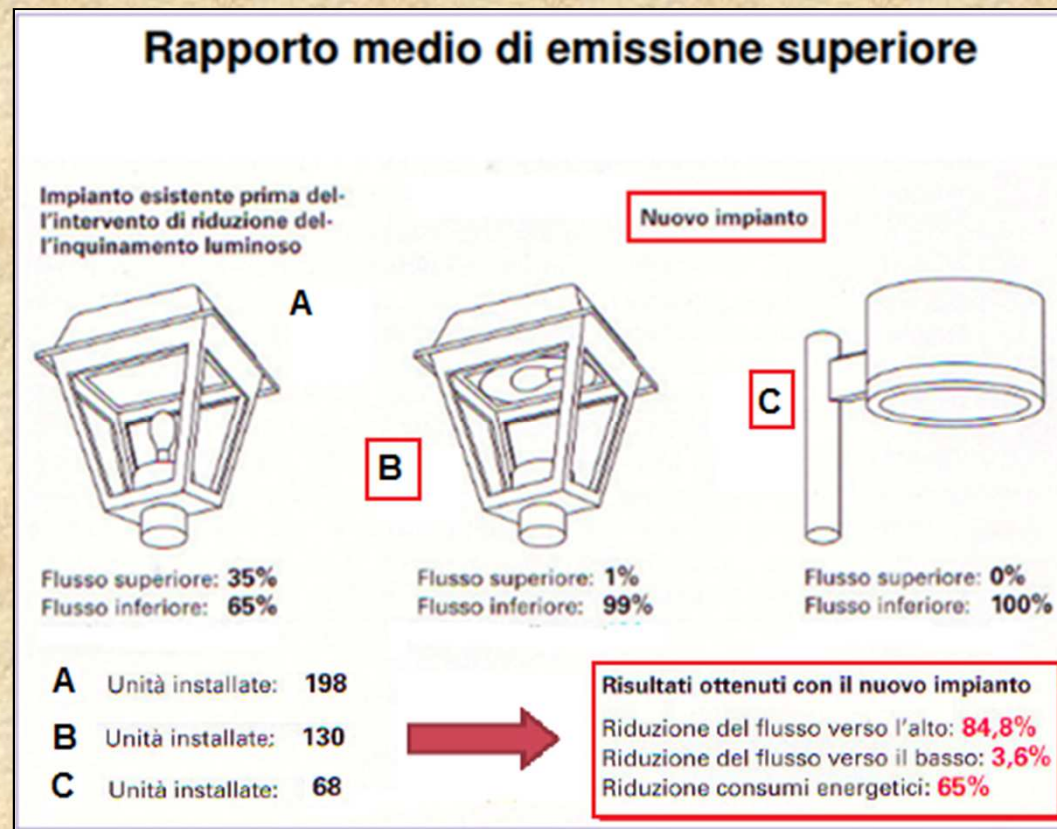 Rapporto medio di emissione superiore
Impianto esistente prima del-
l'intervento di riduzione del-
l'inquinamento luminoso
Nuovo impianto
A
B
C
Flusso superiore: 35%
Flusso inferiore: 65%
Flusso superiore: 1%
Flusso inferiore: 99%
Flusso superiore: 0%
Flusso inferiore: 100%
A Unità installate: 198
B Unità installate: 130
C Unità installate: 68
Risultati ottenuti con il nuovo impianto
Riduzione del flusso verso l'alto: 84,8%
Riduzione del flusso verso il basso: 3,6%
Riduzione consumi energetici: 65%